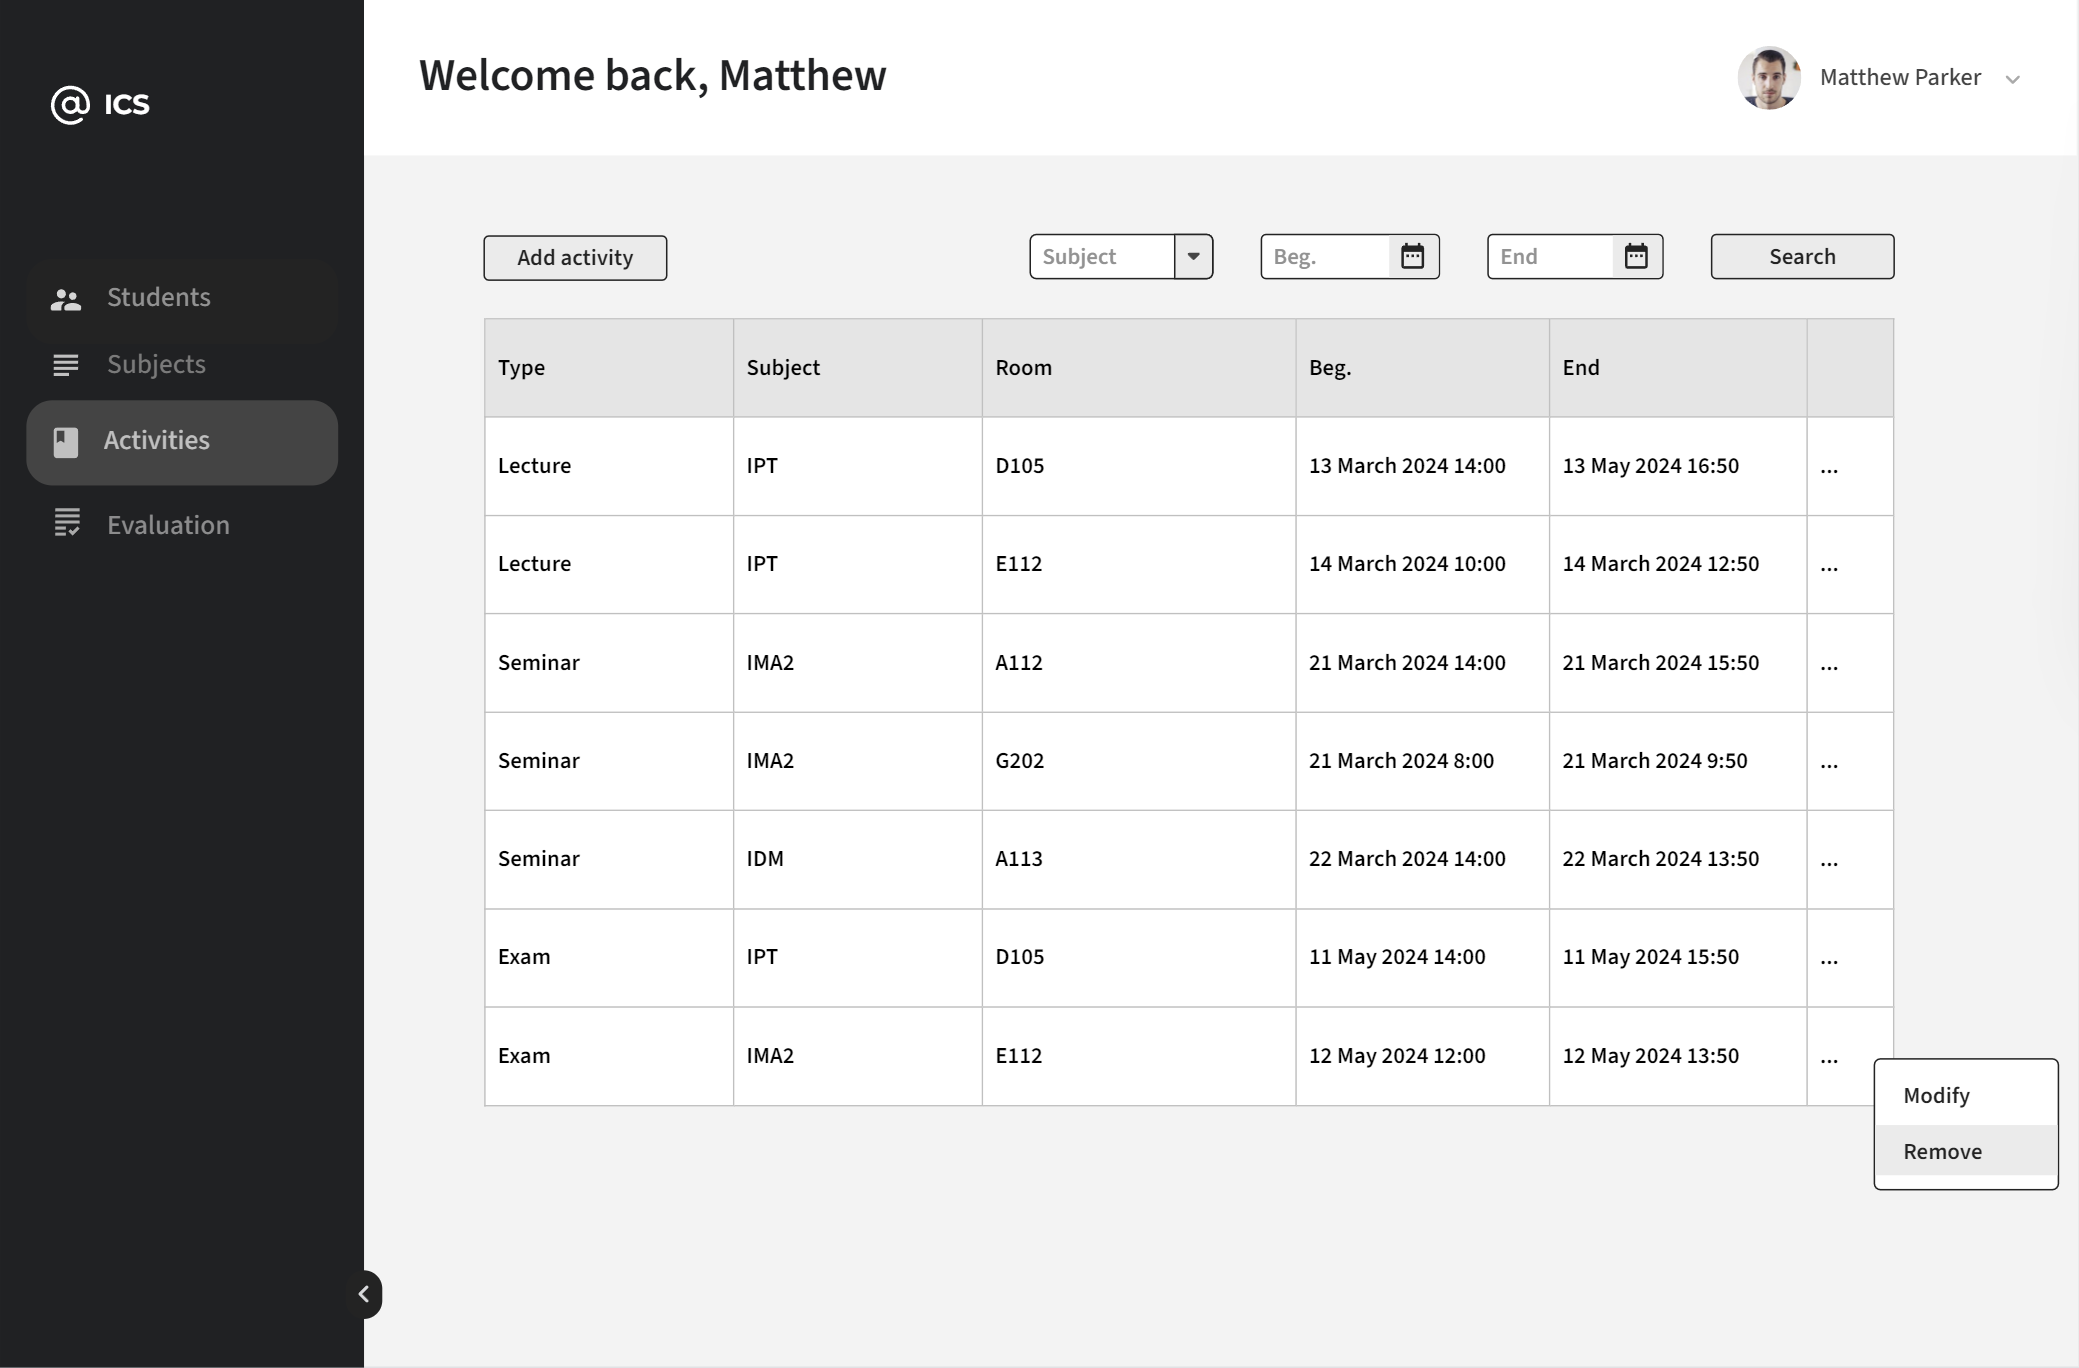 @ ICS
Welcome back, Matthew
Matthew Parker
Students
Subjects
Activities
Evaluation
Add activity
Subject
Beg.
End
Search
Type Subject Room Beg. End
Lecture IPT D105 13 March 2024 14:00 13 May 2024 16:50 ...
Lecture IPT E112 14 March 2024 10:00 14 March 2024 12:50 ...
Seminar IMA2 A112 21 March 2024 14:00 21 March 2024 15:50 ...
Seminar IMA2 G202 21 March 2024 8:00 21 March 2024 9:50 ...
Seminar IDM A113 22 March 2024 14:00 22 March 2024 13:50 ...
Exam IPT D105 11 May 2024 14:00 11 May 2024 15:50 ...
Exam IMA2 E112 12 May 2024 12:00 12 May 2024 13:50 ...
Modify
Remove